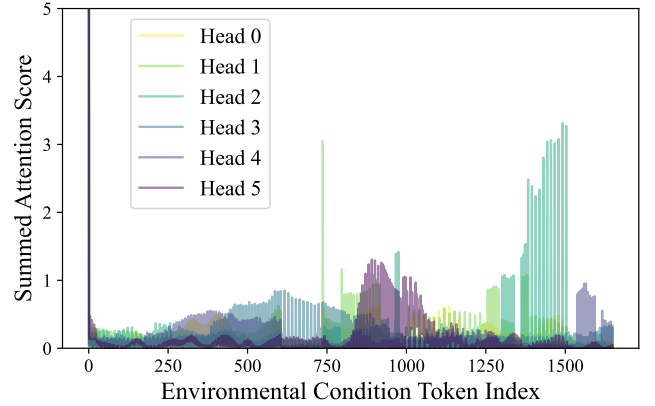 5
4
3
2
1
0
Summed Attention Score
Head 0
Head 1
Head 2
Head 3
Head 4
Head 5
0 250 500 750 1000 1250 1500
Environmental Condition Token Index